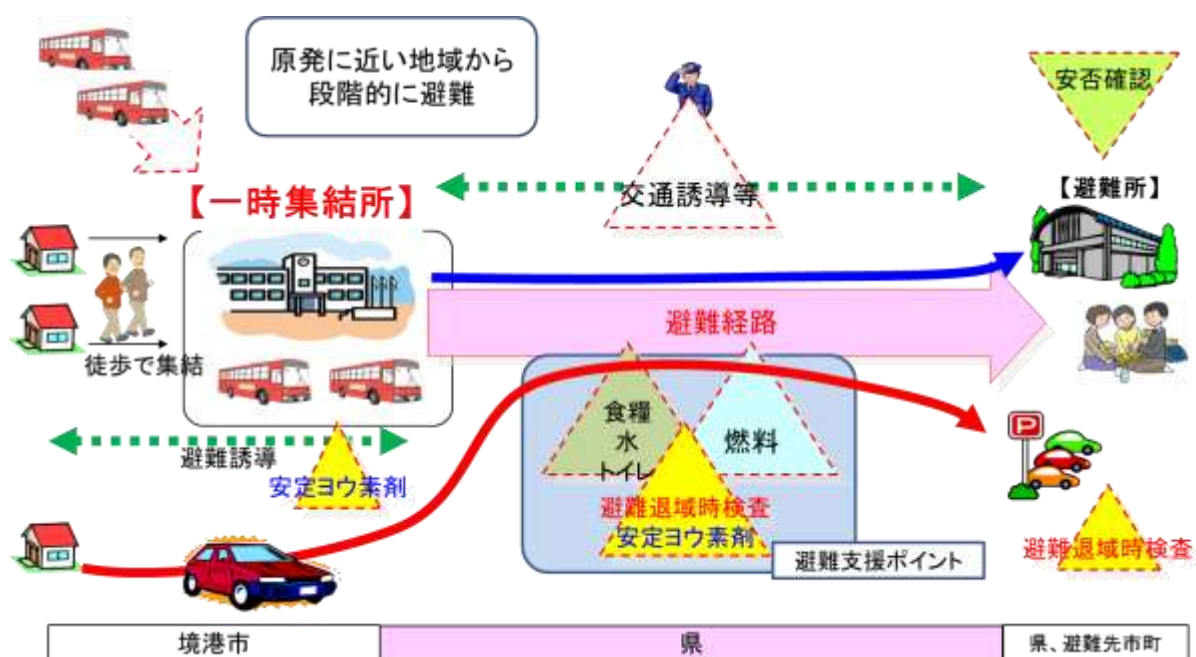 原発に近い地域から
段階的に避難
安否確認
交通誘導等
【一時集結所】
【避難所】
避難経路
徒歩で集結
避難誘導
安定ヨウ素剤
食糧
水
トイレ
燃料
避難退域時検査
安定ヨウ素剤
避難支援ポイント
P
避難退域時検査
境港市
県
県、避難先市町